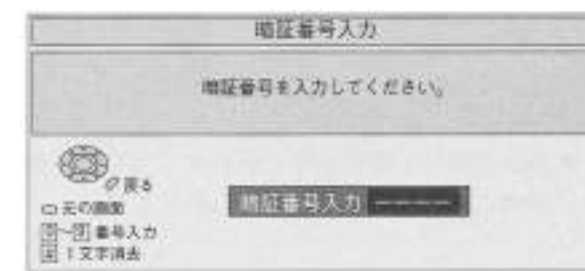 暗証番号入力
暗証番号を入力してください。
戻る
元の画面
0～9 番号入力
1文字消去
暗証番号入力 ----